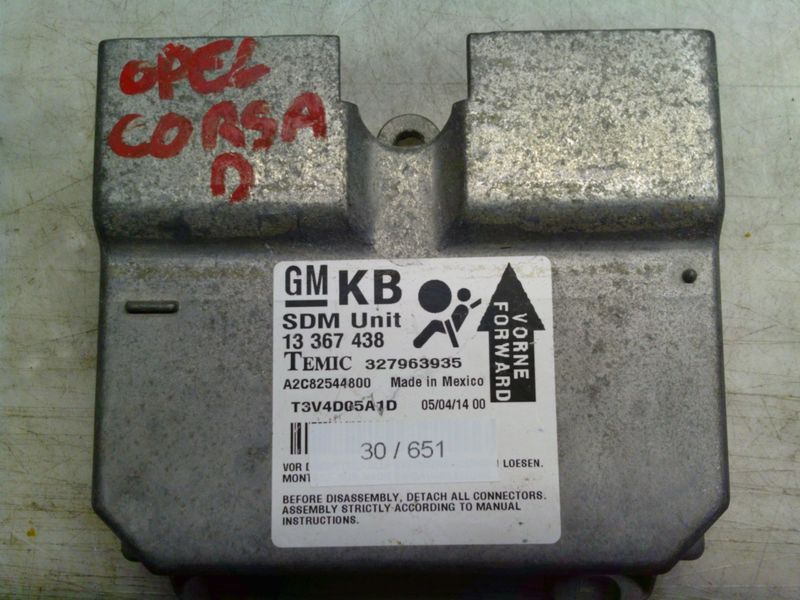 OPEL
CORSA
D
GM KB
SDM Unit
13 367 438
TEMIC 327963935
A2C82544800 Made in Mexico
T3V4D05A1D 05/04/14 00
VORNE
FORWARD
30 / 651
VOR LOESEN.
BEFORE DISASSEMBLY, DETACH ALL CONNECTORS.
ASSEMBLY STRICTLY ACCORDING TO MANUAL
INSTRUCTIONS.